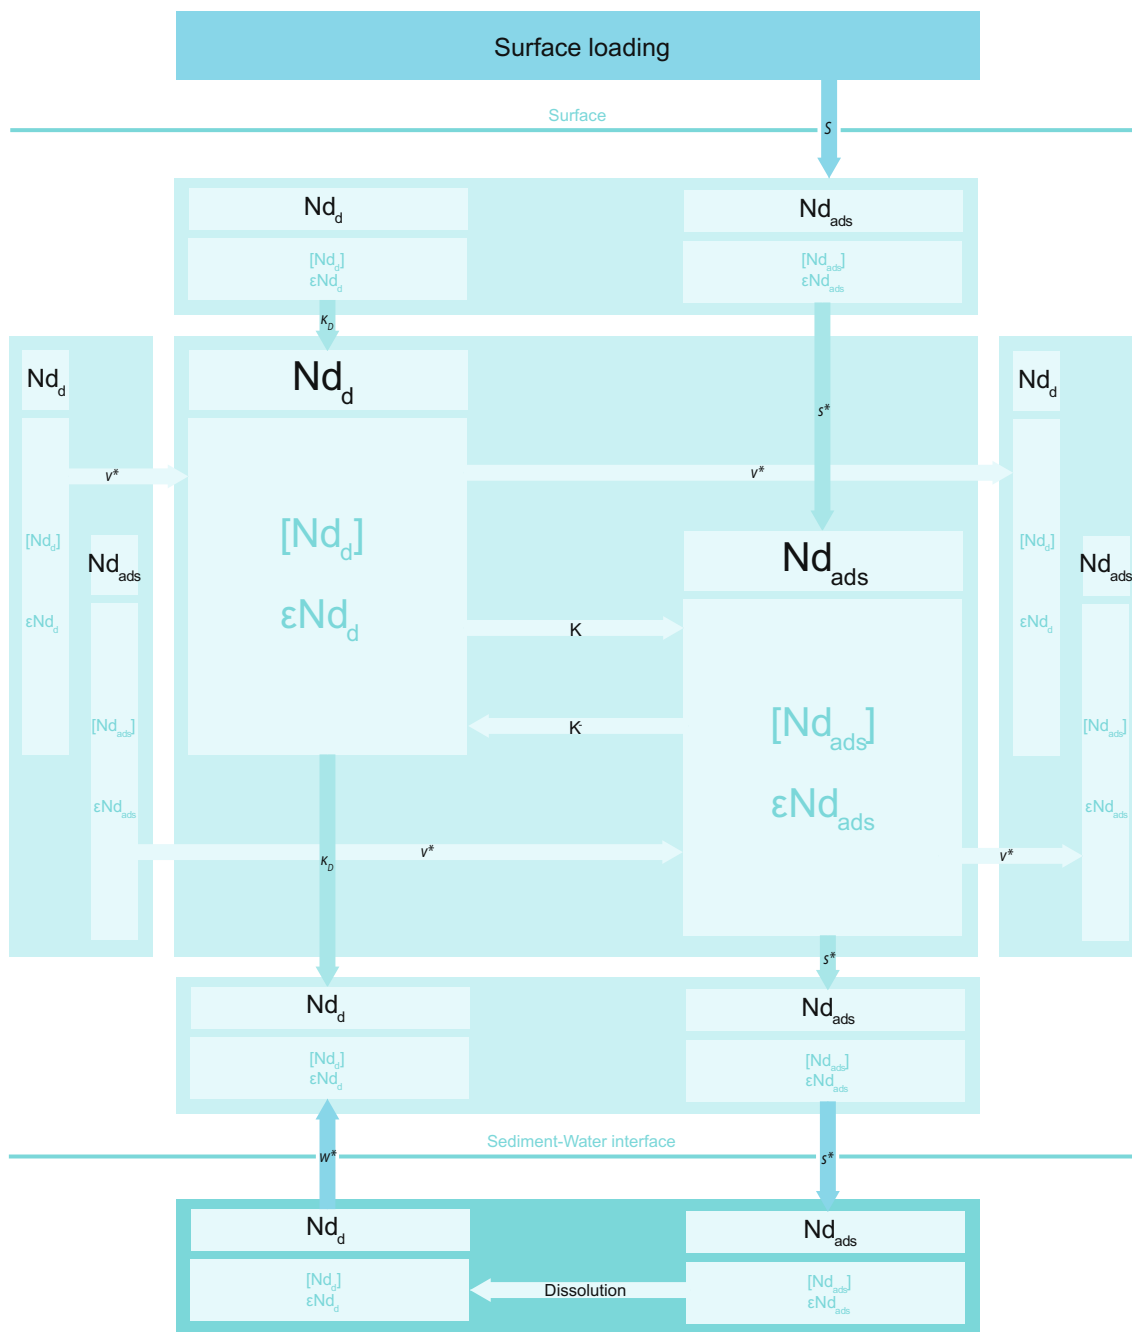 Surface loading
Surface
S
Nd_d
Nd_ads
[Nd_d]
εNd_d
[Nd_ads]
εNd_ads
K_D
Nd_d
Nd_d
Nd_d
s*
v*
v*
[Nd_d]
εNd_d
[Nd_d]
εNd_d
[Nd_d]
εNd_d
Nd_ads
Nd_ads
Nd_ads
K
K-
[Nd_ads]
εNd_ads
[Nd_ads]
εNd_ads
[Nd_ads]
εNd_ads
K_D
v*
v*
s*
Nd_d
Nd_ads
[Nd_d]
εNd_d
[Nd_ads]
εNd_ads
Sediment-Water interface
w*
s*
Nd_d
Nd_ads
[Nd_d]
εNd_d
Dissolution
[Nd_ads]
εNd_ads